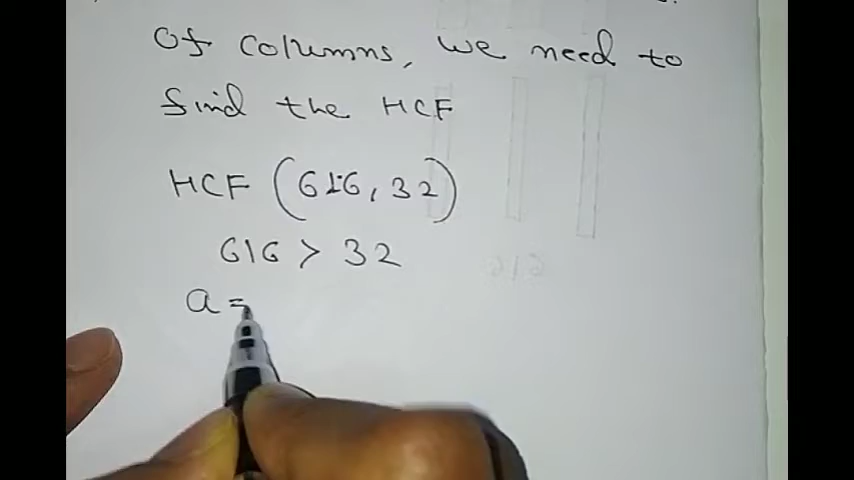 of columns, we need to
find the HCF
HCF (616, 32)
616 > 32
a =